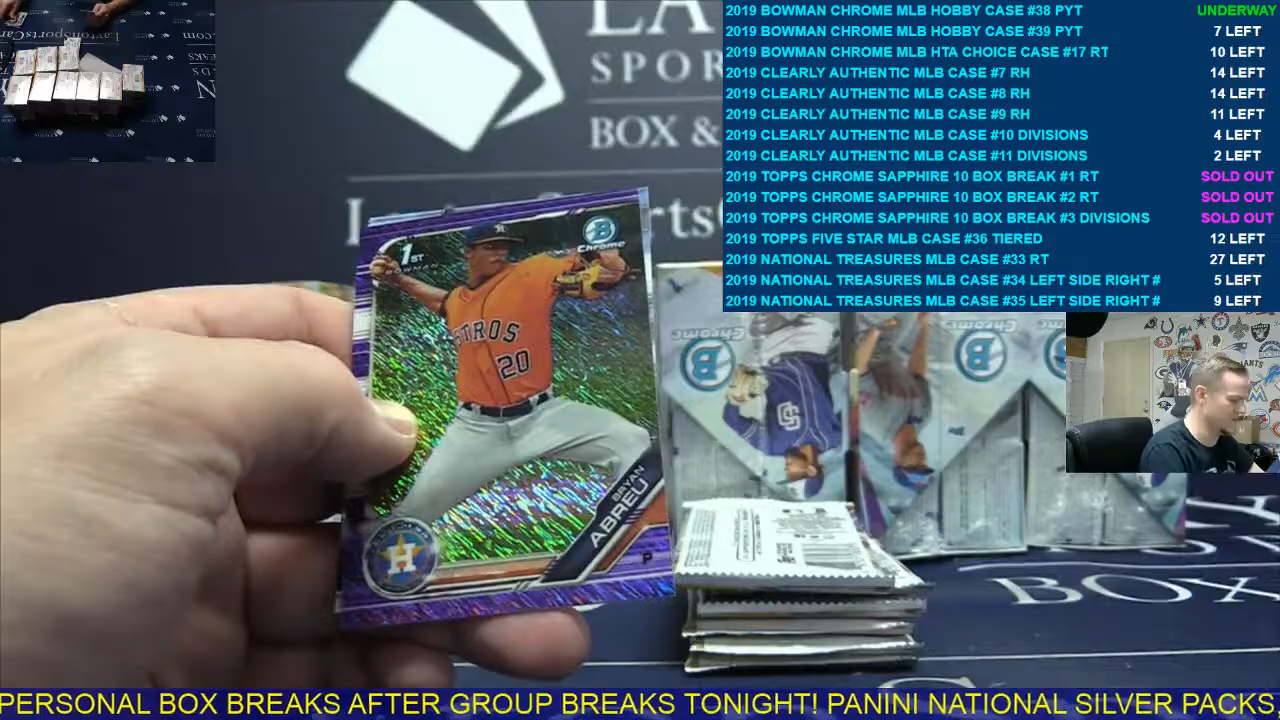 2019 BOWMAN CHROME MLB HOBBY CASE #38 PYT UNDERWAY
2019 BOWMAN CHROME MLB HOBBY CASE #39 PYT 7 LEFT
2019 BOWMAN CHROME MLB HTA CHOICE CASE #17 RT 10 LEFT
2019 CLEARLY AUTHENTIC MLB CASE #7 RH 14 LEFT
2019 CLEARLY AUTHENTIC MLB CASE #8 RH 14 LEFT
2019 CLEARLY AUTHENTIC MLB CASE #9 RH 11 LEFT
2019 CLEARLY AUTHENTIC MLB CASE #10 DIVISIONS 4 LEFT
2019 CLEARLY AUTHENTIC MLB CASE #11 DIVISIONS 2 LEFT
2019 TOPPS CHROME SAPPHIRE 10 BOX BREAK #1 RT SOLD OUT
2019 TOPPS CHROME SAPPHIRE 10 BOX BREAK #2 RT SOLD OUT
2019 TOPPS CHROME SAPPHIRE 10 BOX BREAK #3 DIVISIONS SOLD OUT
2019 TOPPS FIVE STAR MLB CASE #36 TIERED 12 LEFT
2019 NATIONAL TREASURES MLB CASE #33 RT 27 LEFT
2019 NATIONAL TREASURES MLB CASE #34 LEFT SIDE RIGHT # 5 LEFT
2019 NATIONAL TREASURES MLB CASE #35 LEFT SIDE RIGHT # 9 LEFT
LA
SPOR
BOX &
1ST
BOWMAN
B
Chrome
STROS
20
BRYAN
ABREU
P
H
Chrome
B
B
BOX
PERSONAL BOX BREAKS AFTER GROUP BREAKS TONIGHT! PANINI NATIONAL SILVER PACKS.